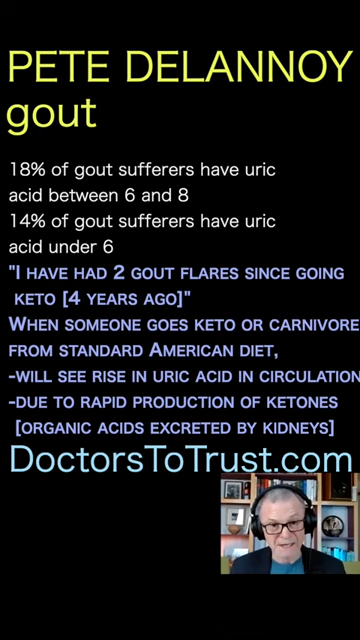 PETE DELANNOY
gout
18% of gout sufferers have uric
acid between 6 and 8
14% of gout sufferers have uric
acid under 6
"I HAVE HAD 2 GOUT FLARES SINCE GOING
KETO [4 YEARS AGO]"
WHEN SOMEONE GOES KETO OR CARNIVORE
FROM STANDARD AMERICAN DIET,
-WILL SEE RISE IN URIC ACID IN CIRCULATION
-DUE TO RAPID PRODUCTION OF KETONES
[ORGANIC ACIDS EXCRETED BY KIDNEYS]
DoctorsToTrust.com